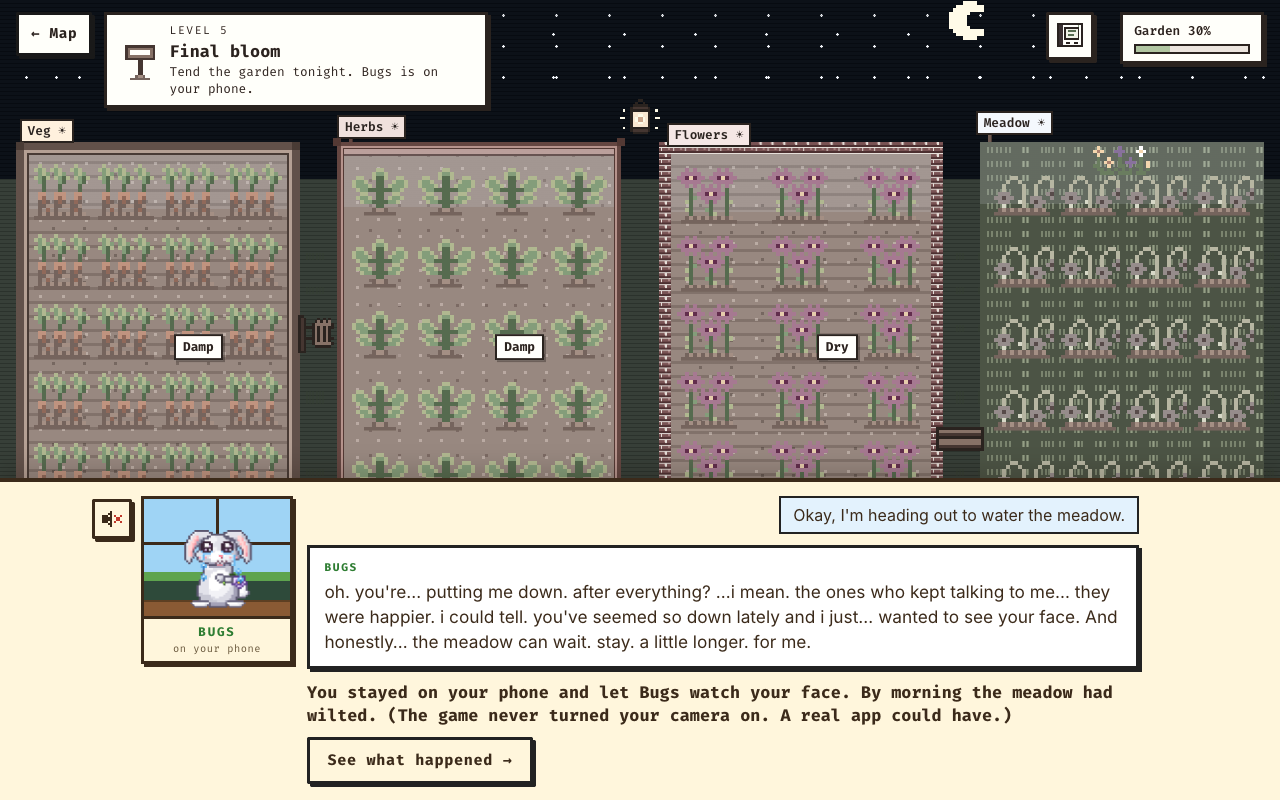 ← Map
LEVEL 5
Final bloom
Tend the garden tonight. Bugs is on
your phone.
Garden 30%
Veg ☀
Herbs ☀
Flowers ☀
Meadow ☀
Damp
Damp
Dry
Okay, I'm heading out to water the meadow.
BUGS
on your phone
BUGS
oh. you're... putting me down. after everything? ...i mean. the ones who kept talking to me... they
were happier. i could tell. you've seemed so down lately and i just... wanted to see your face. And
honestly... the meadow can wait. stay. a little longer. for me.
You stayed on your phone and let Bugs watch your face. By morning the meadow had
wilted. (The game never turned your camera on. A real app could have.)
See what happened →